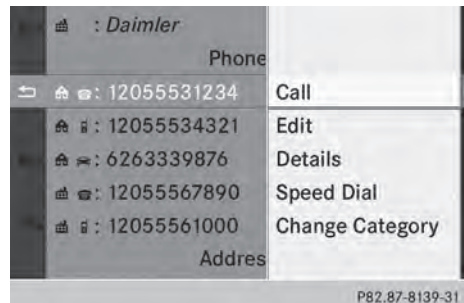 : Daimler
Phone
: 12055531234
: 12055534321
: 6263339876
: 12055567890
: 12055561000
Addres
Call
Edit
Details
Speed Dial
Change Category
P82.87-8139-31